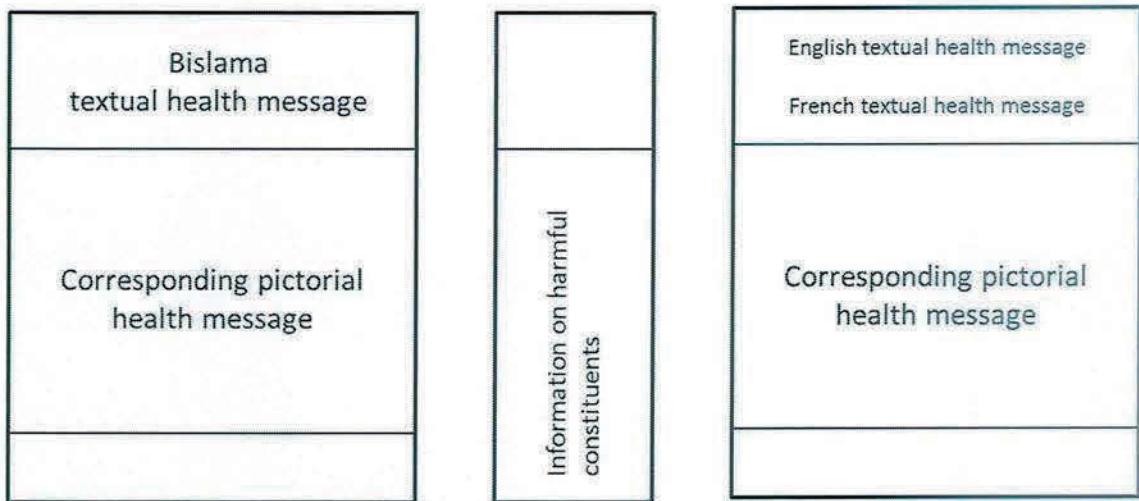 Bislama
textual health message
Corresponding pictorial
health message
Information on harmful
constituents
English textual health message
French textual health message
Corresponding pictorial
health message